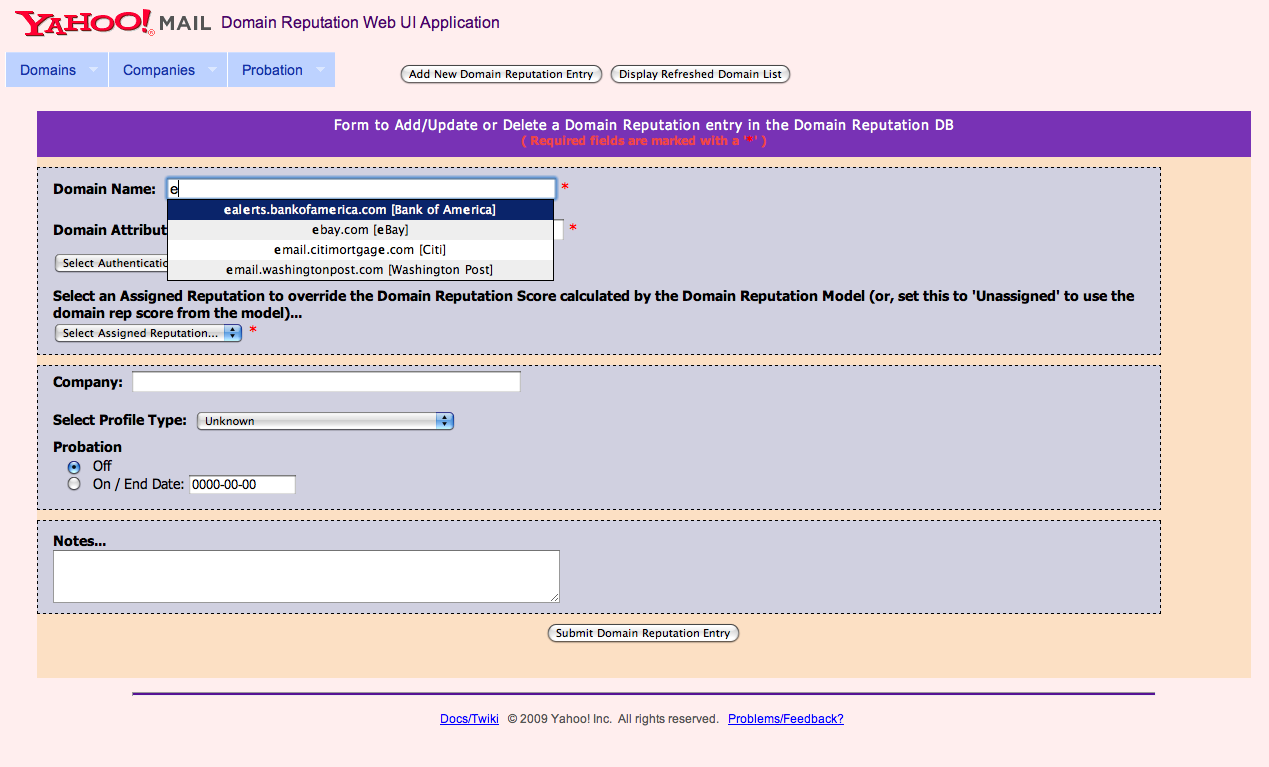 YAHOO!® MAIL Domain Reputation Web UI Application
Domains Companies Probation
Add New Domain Reputation Entry Display Refreshed Domain List
Form to Add/Update or Delete a Domain Reputation entry in the Domain Reputation DB
( Required fields are marked with a '*' )
Domain Name: e *
ealerts.bankofamerica.com [Bank of America]
ebay.com [eBay]
Domain Attribut *
email.citimortgage.com [Citi]
email.washingtonpost.com [Washington Post]
Select Authenticatio
Select an Assigned Reputation to override the Domain Reputation Score calculated by the Domain Reputation Model (or, set this to 'Unassigned' to use the
domain rep score from the model)...
Select Assigned Reputation... *
Company:
Select Profile Type: Unknown
Probation
Off
On / End Date: 0000-00-00
Notes...
Submit Domain Reputation Entry
Docs/Twiki © 2009 Yahoo! Inc. All rights reserved. Problems/Feedback?